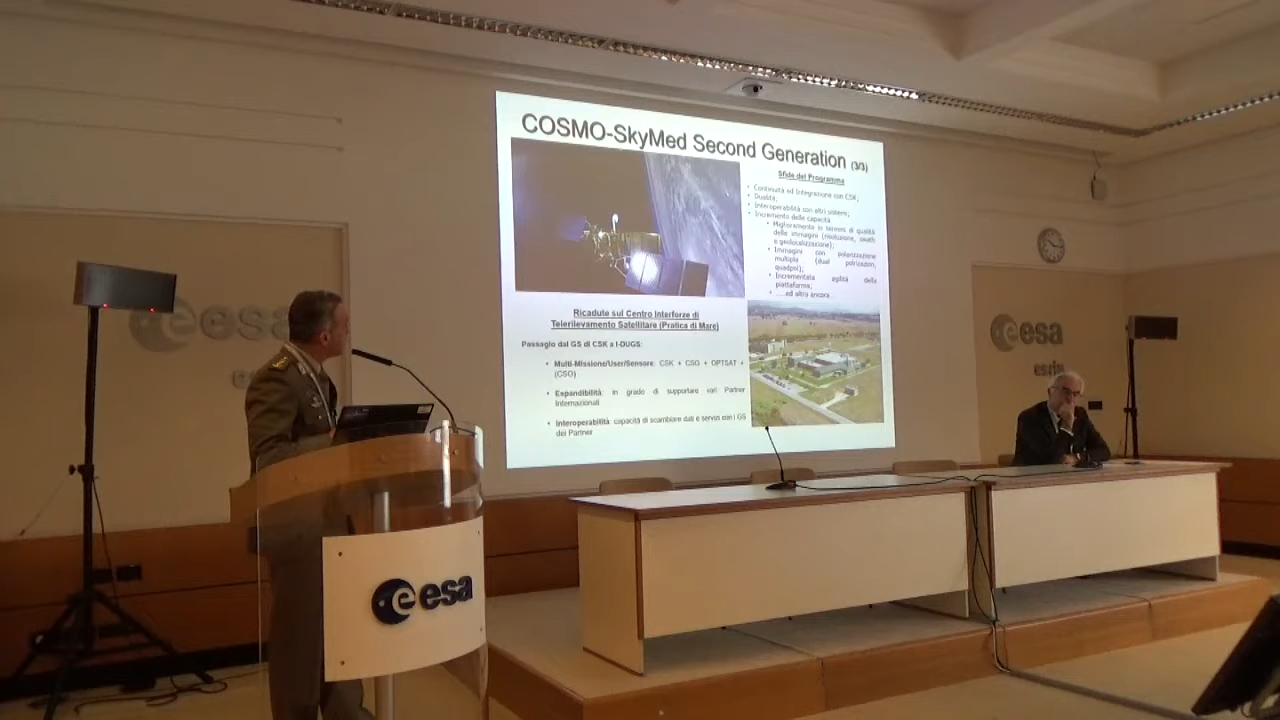 COSMO-SkyMed Second Generation (3/3)
Sfide del Programma
• Continuità ed Integrazione con CSK;
• Dualità;
• Interoperabilità con altri sistemi;
• Incremento delle capacità
• Miglioramento in termini di qualità
delle immagini (risoluzione, swath
e geolocalizzazione);
• Immagini con polarizzazione
multipla (dual polrizazion,
quadpol);
• Incrementata agilità della
piattaforma;
• ....ed altro ancora...
Ricadute sul Centro Interforze di
Telerilevamento Satellitare (Pratica di Mare)
Passagio dal GS di CSK a I-DUGS:
• Multi-Missione/User/Sensore: CSK + CSG + OPTSAT +
(CSO)
• Espandibilità: in grado di supportare vari Partner
Internazionali
• Interoperabilità: capacità di scambiare dati e servizi con i GS
dei Partner
esa
esa
esrin
esa